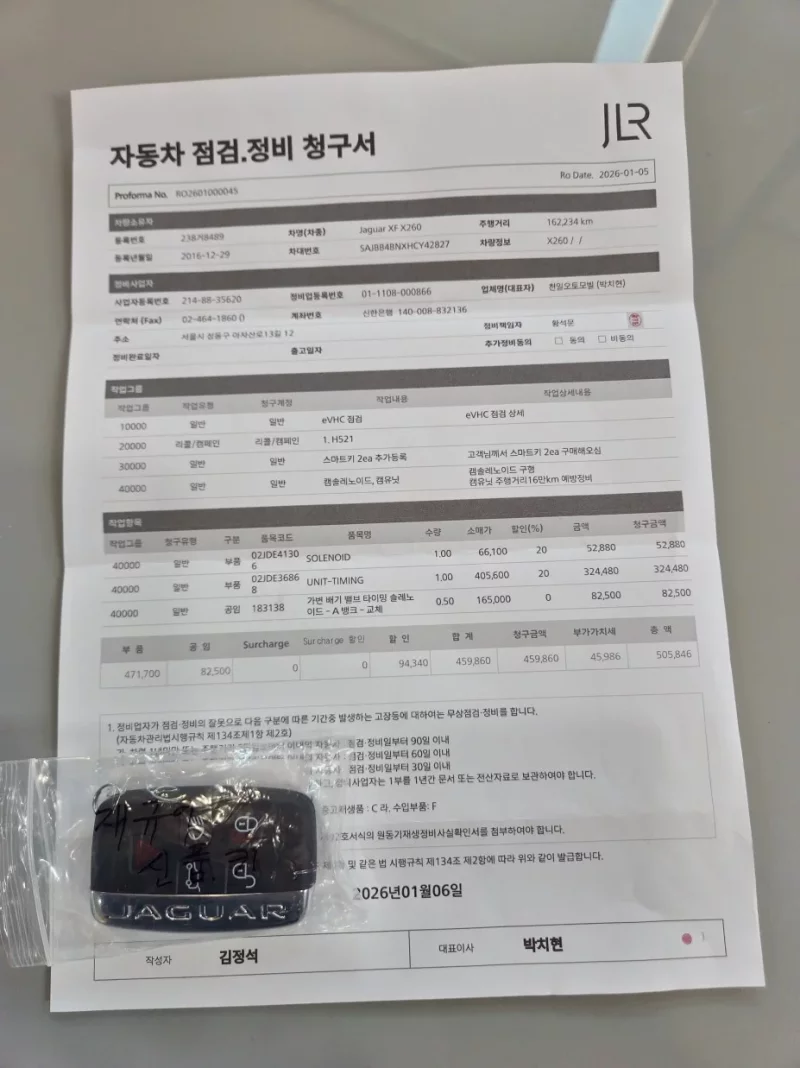 JLR
자동차 점검.정비 청구서
Proforma No. RO2601000045 Ro Date. 2026-01-05
차량소유자
등록번호 238거8489 차명(차종) Jaguar XF X260 주행거리 162,234 km
등록년월일 2016-12-29 차대번호 SAJBB4BNXHCY42827 차량정보 X260 / /
정비사업자
사업자등록번호 214-88-35620 정비업등록번호 01-1108-000866 업체명(대표자) 천일오토모빌 (박치현)
연락처 (Fax) 02-464-1860 () 계좌번호 신한은행 140-008-832136 정비책임자 황석문
주소 서울시 성동구 아차산로13길 12 추가정비동의 □ 동의 □ 비동의
정비완료일자 출고일자
작업그룹
작업그룹 작업유형 청구계정 작업내용 작업상세내용
10000 일반 일반 eVHC 점검 eVHC 점검 상세
20000 리콜/캠페인 리콜/캠페인 1. H521
30000 일반 일반 스마트키 2ea 추가등록 고객님께서 스마트키 2ea 구매해오심
40000 일반 일반 캠솔레노이드, 캠유닛 캠솔레노이드 구형
캠유닛 주행거리16만km 예방정비
작업항목
작업그룹 청구유형 구분 품목코드 품목명 수량 소매가 할인(%) 금액 청구금액
40000 일반 부품 02JDE41306 SOLENOID 1.00 66,100 20 52,880 52,880
40000 일반 부품 02JDE36868 UNIT-TIMING 1.00 405,600 20 324,480 324,480
40000 일반 공임 183138 가변 배기 밸브 타이밍 솔레노이드 - A 뱅크 - 교체 0.50 165,000 0 82,500 82,500
부 품 공 임 Surcharge Surcharge 할인 할 인 합 계 청구금액 부가가치세 총 액
471,700 82,500 0 0 94,340 459,860 459,860 45,986 505,846
1. 정비업자가 점검·정비의 잘못으로 다음 구분에 따른 기간중 발생하는 고장등에 대하여는 무상점검·정비를 합니다.
(자동차관리법시행규칙 제134조제1항 제2호)
점검·정비일부터 90일 이내
점검·정비일부터 60일 이내
점검·정비일부터 30일 이내
사업자는 1부를 1년간 문서 또는 전산자료로 보관하여야 합니다.
중고재생품 : C 라. 수입부품: F
호서식의 원동기재생정비사실확인서를 첨부하여야 합니다.
및 같은 법 시행규칙 제134조 제2항에 따라 위와 같이 발급합니다.
2026년01월06일
재규어
신품 키
JAGUAR
작성자 김정석 대표이사 박치현